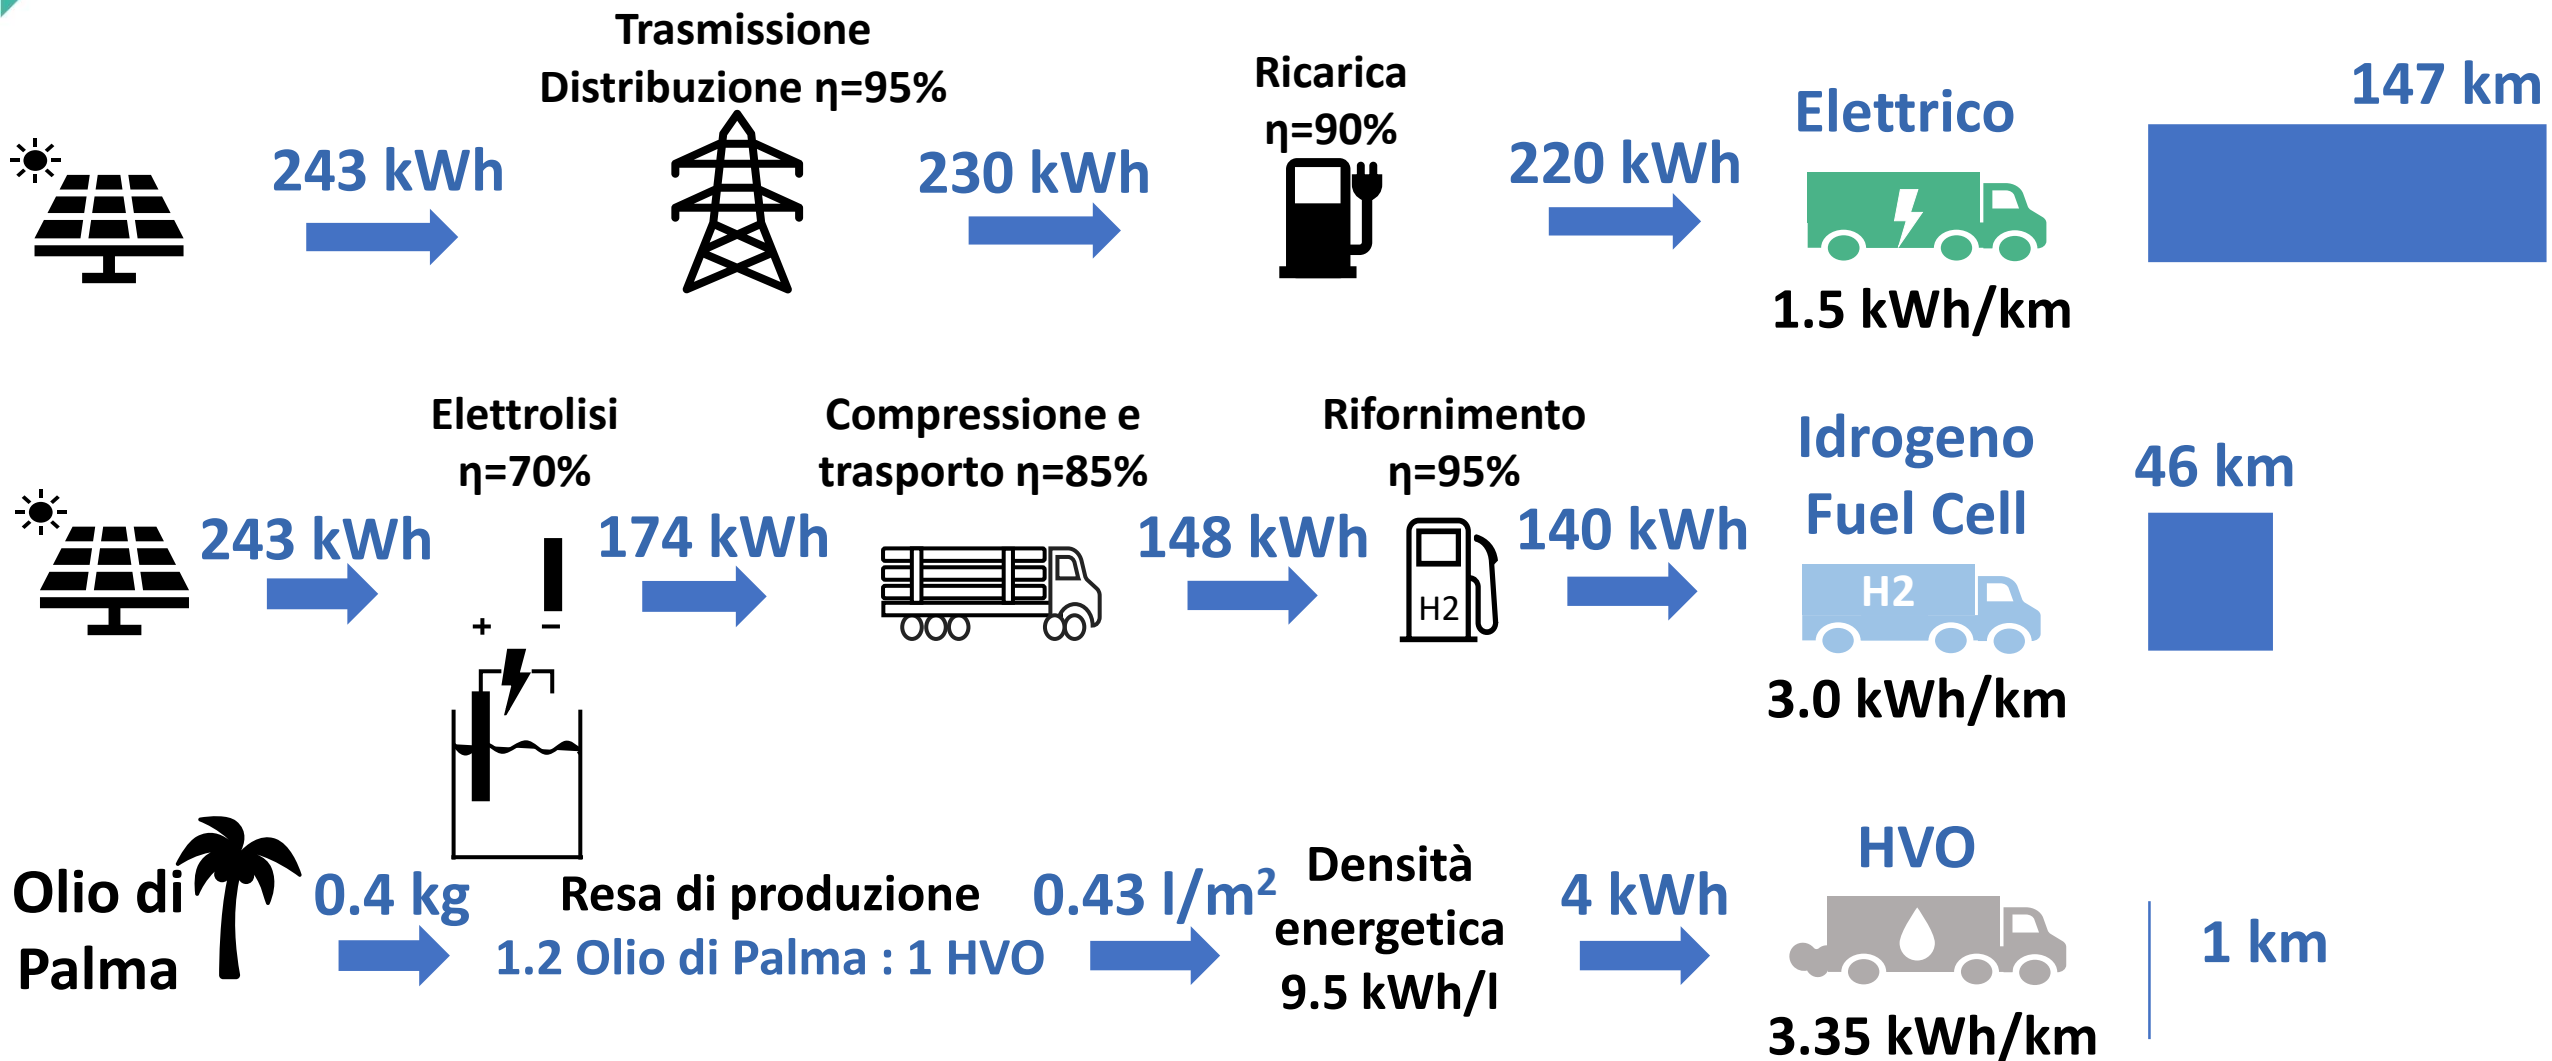 Trasmissione
Distribuzione η=95%
Ricarica
η=90%
243 kWh
230 kWh
220 kWh
Elettrico
1.5 kWh/km
147 km
Elettrolisi
η=70%
Compressione e
trasporto η=85%
Rifornimento
η=95%
243 kWh
174 kWh
148 kWh
140 kWh
+ −
H2
Idrogeno
Fuel Cell
H2
3.0 kWh/km
46 km
Olio di
Palma
0.4 kg
Resa di produzione
1.2 Olio di Palma : 1 HVO
0.43 l/m²
Densità
energetica
9.5 kWh/l
4 kWh
HVO
3.35 kWh/km
1 km